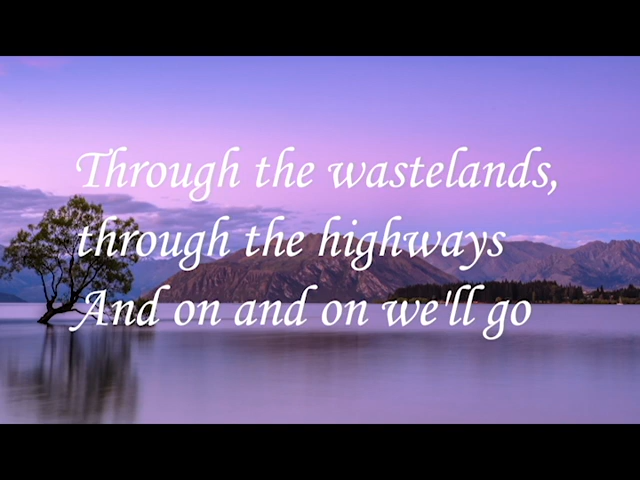 Through the wastelands,
through the highways
And on and on we'll go